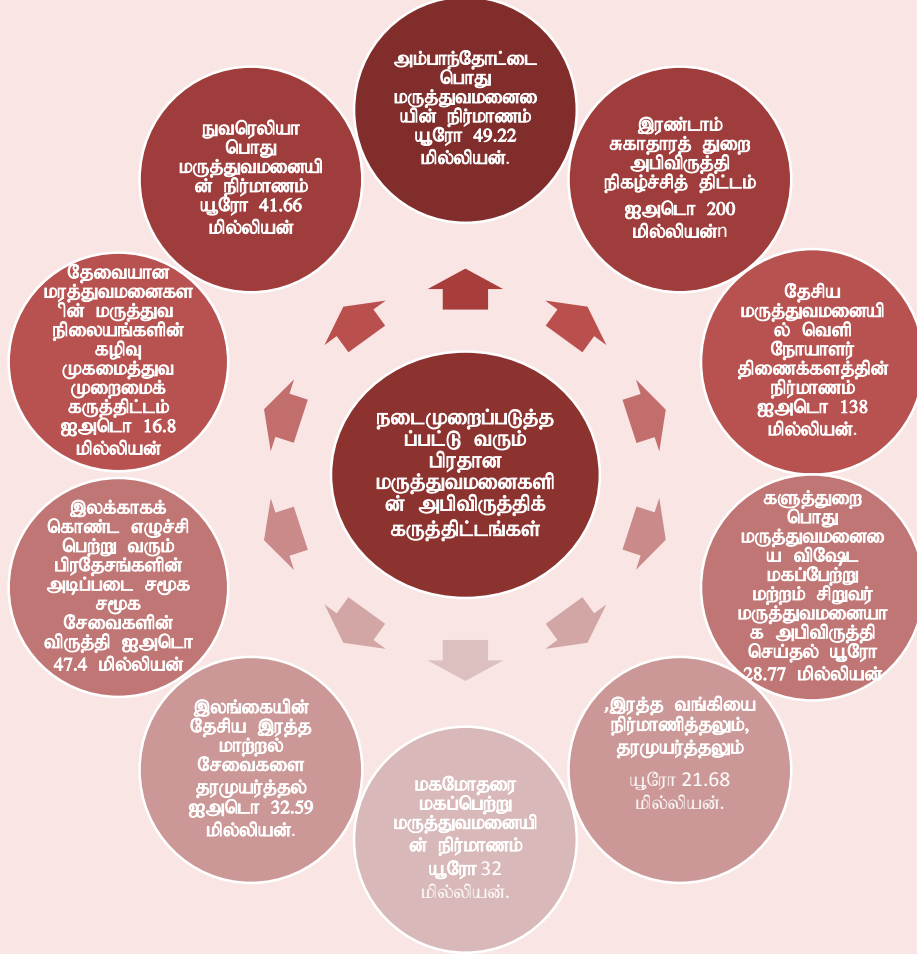 அம்பாந்தோட்டை
பொது
மருத்துவமனை
யின் நிர்மாணம்
யூரோ 49.22
மில்லியன்.
இரண்டாம்
சுகாதாரத் துறை
அபிவிருத்தி
நிகழ்ச்சித் திட்டம்
ஐஅடொ 200
மில்லியன்n
தேசிய
மருத்துவமனையி
ல் வெளி
நோயாளர்
திணைக்களத்தின்
நிர்மாணம்
ஐஅடொ 138
மில்லியன்.
களுத்துறை
பொது
மருத்துவமனை
ய விஷேட
மகப்பேற்று
மற்றம் சிறுவர்
மருத்துவமனையா
க அபிவிருத்தி
செய்தல் யூரோ
28.77 மில்லியன்
,இரத்த வங்கியை
நிர்மாணித்தலும்,
தரமுயர்த்தலும்
யூரோ 21.68
மில்லியன்.
மகமோதரை
மகப்பெற்று
மருத்துவமனையி
ன் நிர்மாணம்
யூரோ 32
மில்லியன்.
இலங்கையின்
தேசிய இரத்த
மாற்றல்
சேவைகளை
தரமுயர்த்தல்
ஐஅடொ 32.59
மில்லியன்.
இலக்காகக்
கொண்ட எழுச்சி
பெற்று வரும்
பிரதேசங்களின்
அடிப்படை சமூக
சமூக
சேவைகளின்
விருத்தி ஐஅடொ
47.4 மில்லியன்
தேவையான
மரத்துவமனைகள
ின் மருத்துவ
நிலையங்களின்
கழிவு
முகமைத்துவ
முறைமைக்
கருத்திட்டம்
ஐஅடொ 16.8
மில்லியன்
நுவரெலியா
பொது
மருத்துவமனையி
ன் நிர்மாணம்
யூரோ 41.66
மில்லியன்
நடைமுறைப்படுத்த
ப்பட்டு வரும்
பிரதான
மருத்துவமனைகளி
ன் அபிவிருத்திக்
கருத்திட்டங்கள்